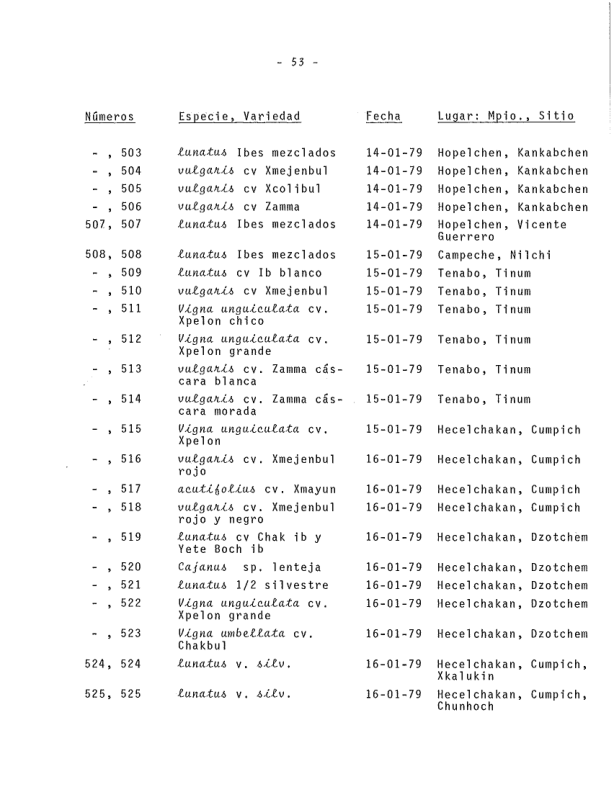 - 53 -
Números Especie, Variedad Fecha Lugar: Mpio., Sitio
- , 503 lunatus Ibes mezclados 14-01-79 Hopelchen, Kankabchen
- , 504 vulgaris cv Xmejenbul 14-01-79 Hopelchen, Kankabchen
- , 505 vulgaris cv Xcolibul 14-01-79 Hopelchen, Kankabchen
- , 506 vulgaris cv Zamma 14-01-79 Hopelchen, Kankabchen
507, 507 lunatus Ibes mezclados 14-01-79 Hopelchen, Vicente
Guerrero
508, 508 lunatus Ibes mezclados 15-01-79 Campeche, Nilchi
- , 509 lunatus cv Ib blanco 15-01-79 Tenabo, Tinum
- , 510 vulgaris cv Xmejenbul 15-01-79 Tenabo, Tinum
- , 511 Vigna unguiculata cv. 15-01-79 Tenabo, Tinum
Xpelon chico
- , 512 Vigna unguiculata cv. 15-01-79 Tenabo, Tinum
Xpelon grande
- , 513 vulgaris cv. Zamma cás- 15-01-79 Tenabo, Tinum
cara blanca
- , 514 vulgaris cv. Zamma cás- 15-01-79 Tenabo, Tinum
cara morada
- , 515 Vigna unguiculata cv. 15-01-79 Hecelchakan, Cumpich
Xpelon
- , 516 vulgaris cv. Xmejenbul 16-01-79 Hecelchakan, Cumpich
rojo
- , 517 acutifolius cv. Xmayun 16-01-79 Hecelchakan, Cumpich
- , 518 vulgaris cv. Xmejenbul 16-01-79 Hecelchakan, Cumpich
rojo y negro
- , 519 lunatus cv Chak ib y 16-01-79 Hecelchakan, Dzotchem
Yete Boch ib
- , 520 Cajanus sp. lenteja 16-01-79 Hecelchakan, Dzotchem
- , 521 lunatus 1/2 silvestre 16-01-79 Hecelchakan, Dzotchem
- , 522 Vigna unguiculata cv. 16-01-79 Hecelchakan, Dzotchem
Xpelon grande
- , 523 Vigna umbellata cv. 16-01-79 Hecelchakan, Dzotchem
Chakbul
524, 524 lunatus v. silv. 16-01-79 Hecelchakan, Cumpich,
Xkalukin
525, 525 lunatus v. silv. 16-01-79 Hecelchakan, Cumpich,
Chunhoch